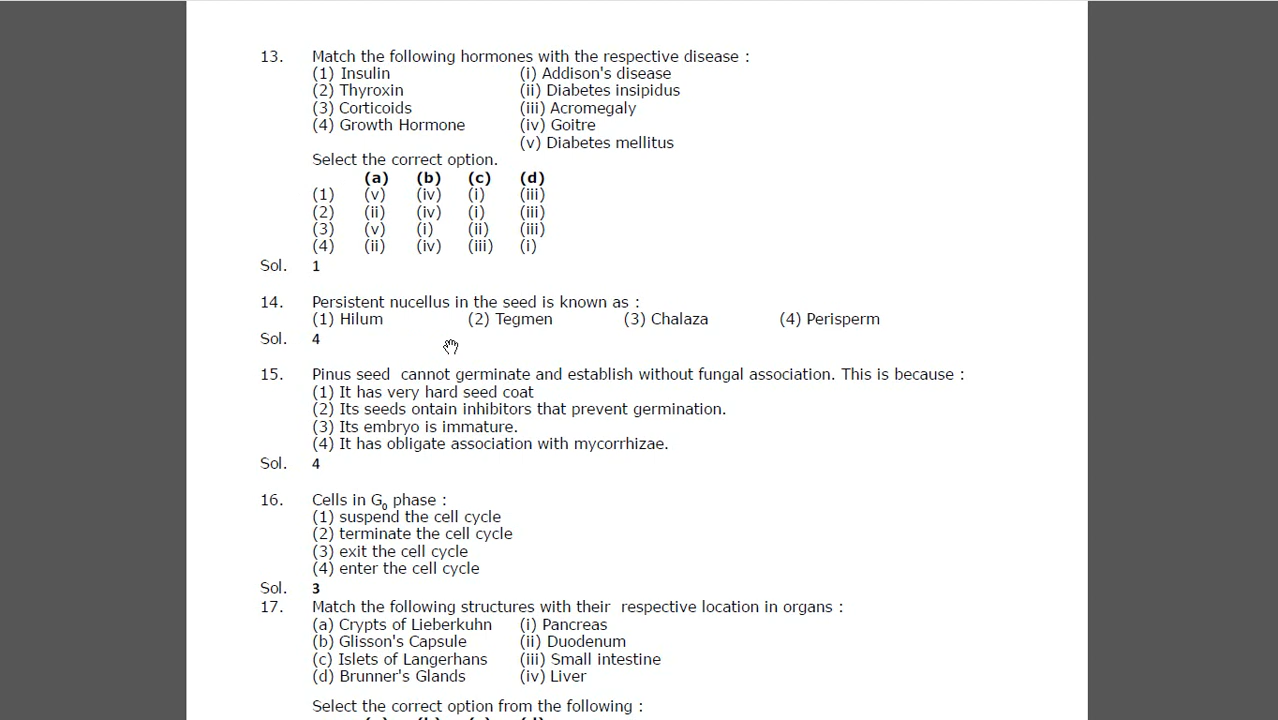 13. Match the following hormones with the respective disease :
(1) Insulin (i) Addison's disease
(2) Thyroxin (ii) Diabetes insipidus
(3) Corticoids (iii) Acromegaly
(4) Growth Hormone (iv) Goitre
(v) Diabetes mellitus
Select the correct option.
(a) (b) (c) (d)
(1) (v) (iv) (i) (iii)
(2) (ii) (iv) (i) (iii)
(3) (v) (i) (ii) (iii)
(4) (ii) (iv) (iii) (i)
Sol. 1
14. Persistent nucellus in the seed is known as :
(1) Hilum (2) Tegmen (3) Chalaza (4) Perisperm
Sol. 4
15. Pinus seed cannot germinate and establish without fungal association. This is because :
(1) It has very hard seed coat
(2) Its seeds ontain inhibitors that prevent germination.
(3) Its embryo is immature.
(4) It has obligate association with mycorrhizae.
Sol. 4
16. Cells in G₀ phase :
(1) suspend the cell cycle
(2) terminate the cell cycle
(3) exit the cell cycle
(4) enter the cell cycle
Sol. 3
17. Match the following structures with their respective location in organs :
(a) Crypts of Lieberkuhn (i) Pancreas
(b) Glisson's Capsule (ii) Duodenum
(c) Islets of Langerhans (iii) Small intestine
(d) Brunner's Glands (iv) Liver
Select the correct option from the following :
(a) (b) (c) (d)